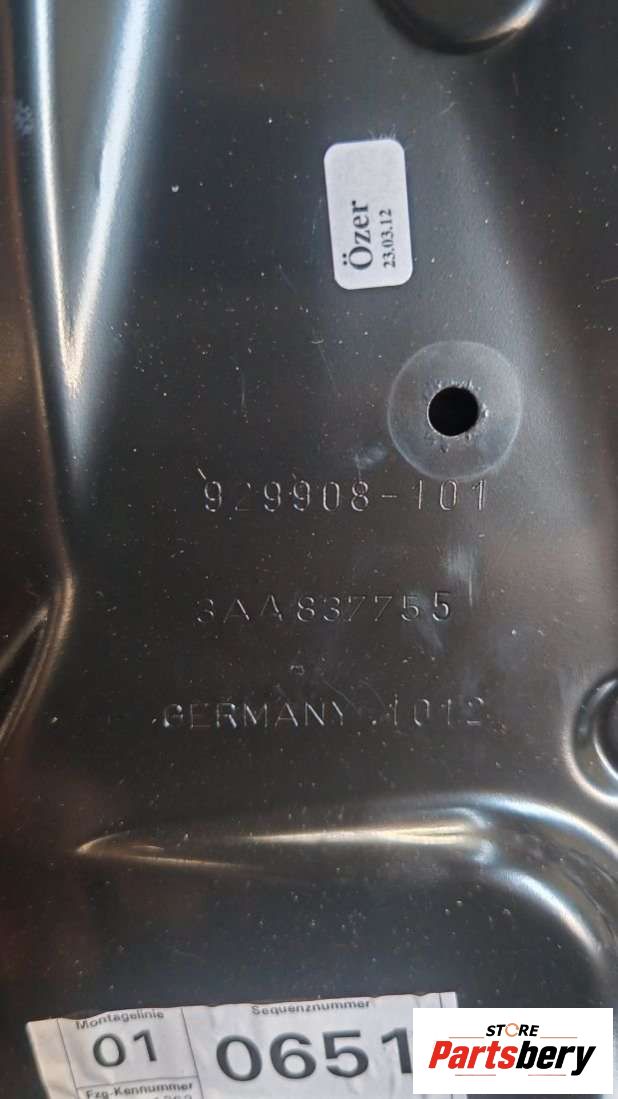 Özer
23.03.12
929908-101
3AA837755
GERMANY 1012
Montagelinie
01
Sequenznummer
0651
Fzg-Kennummer
STORE
Partsbery